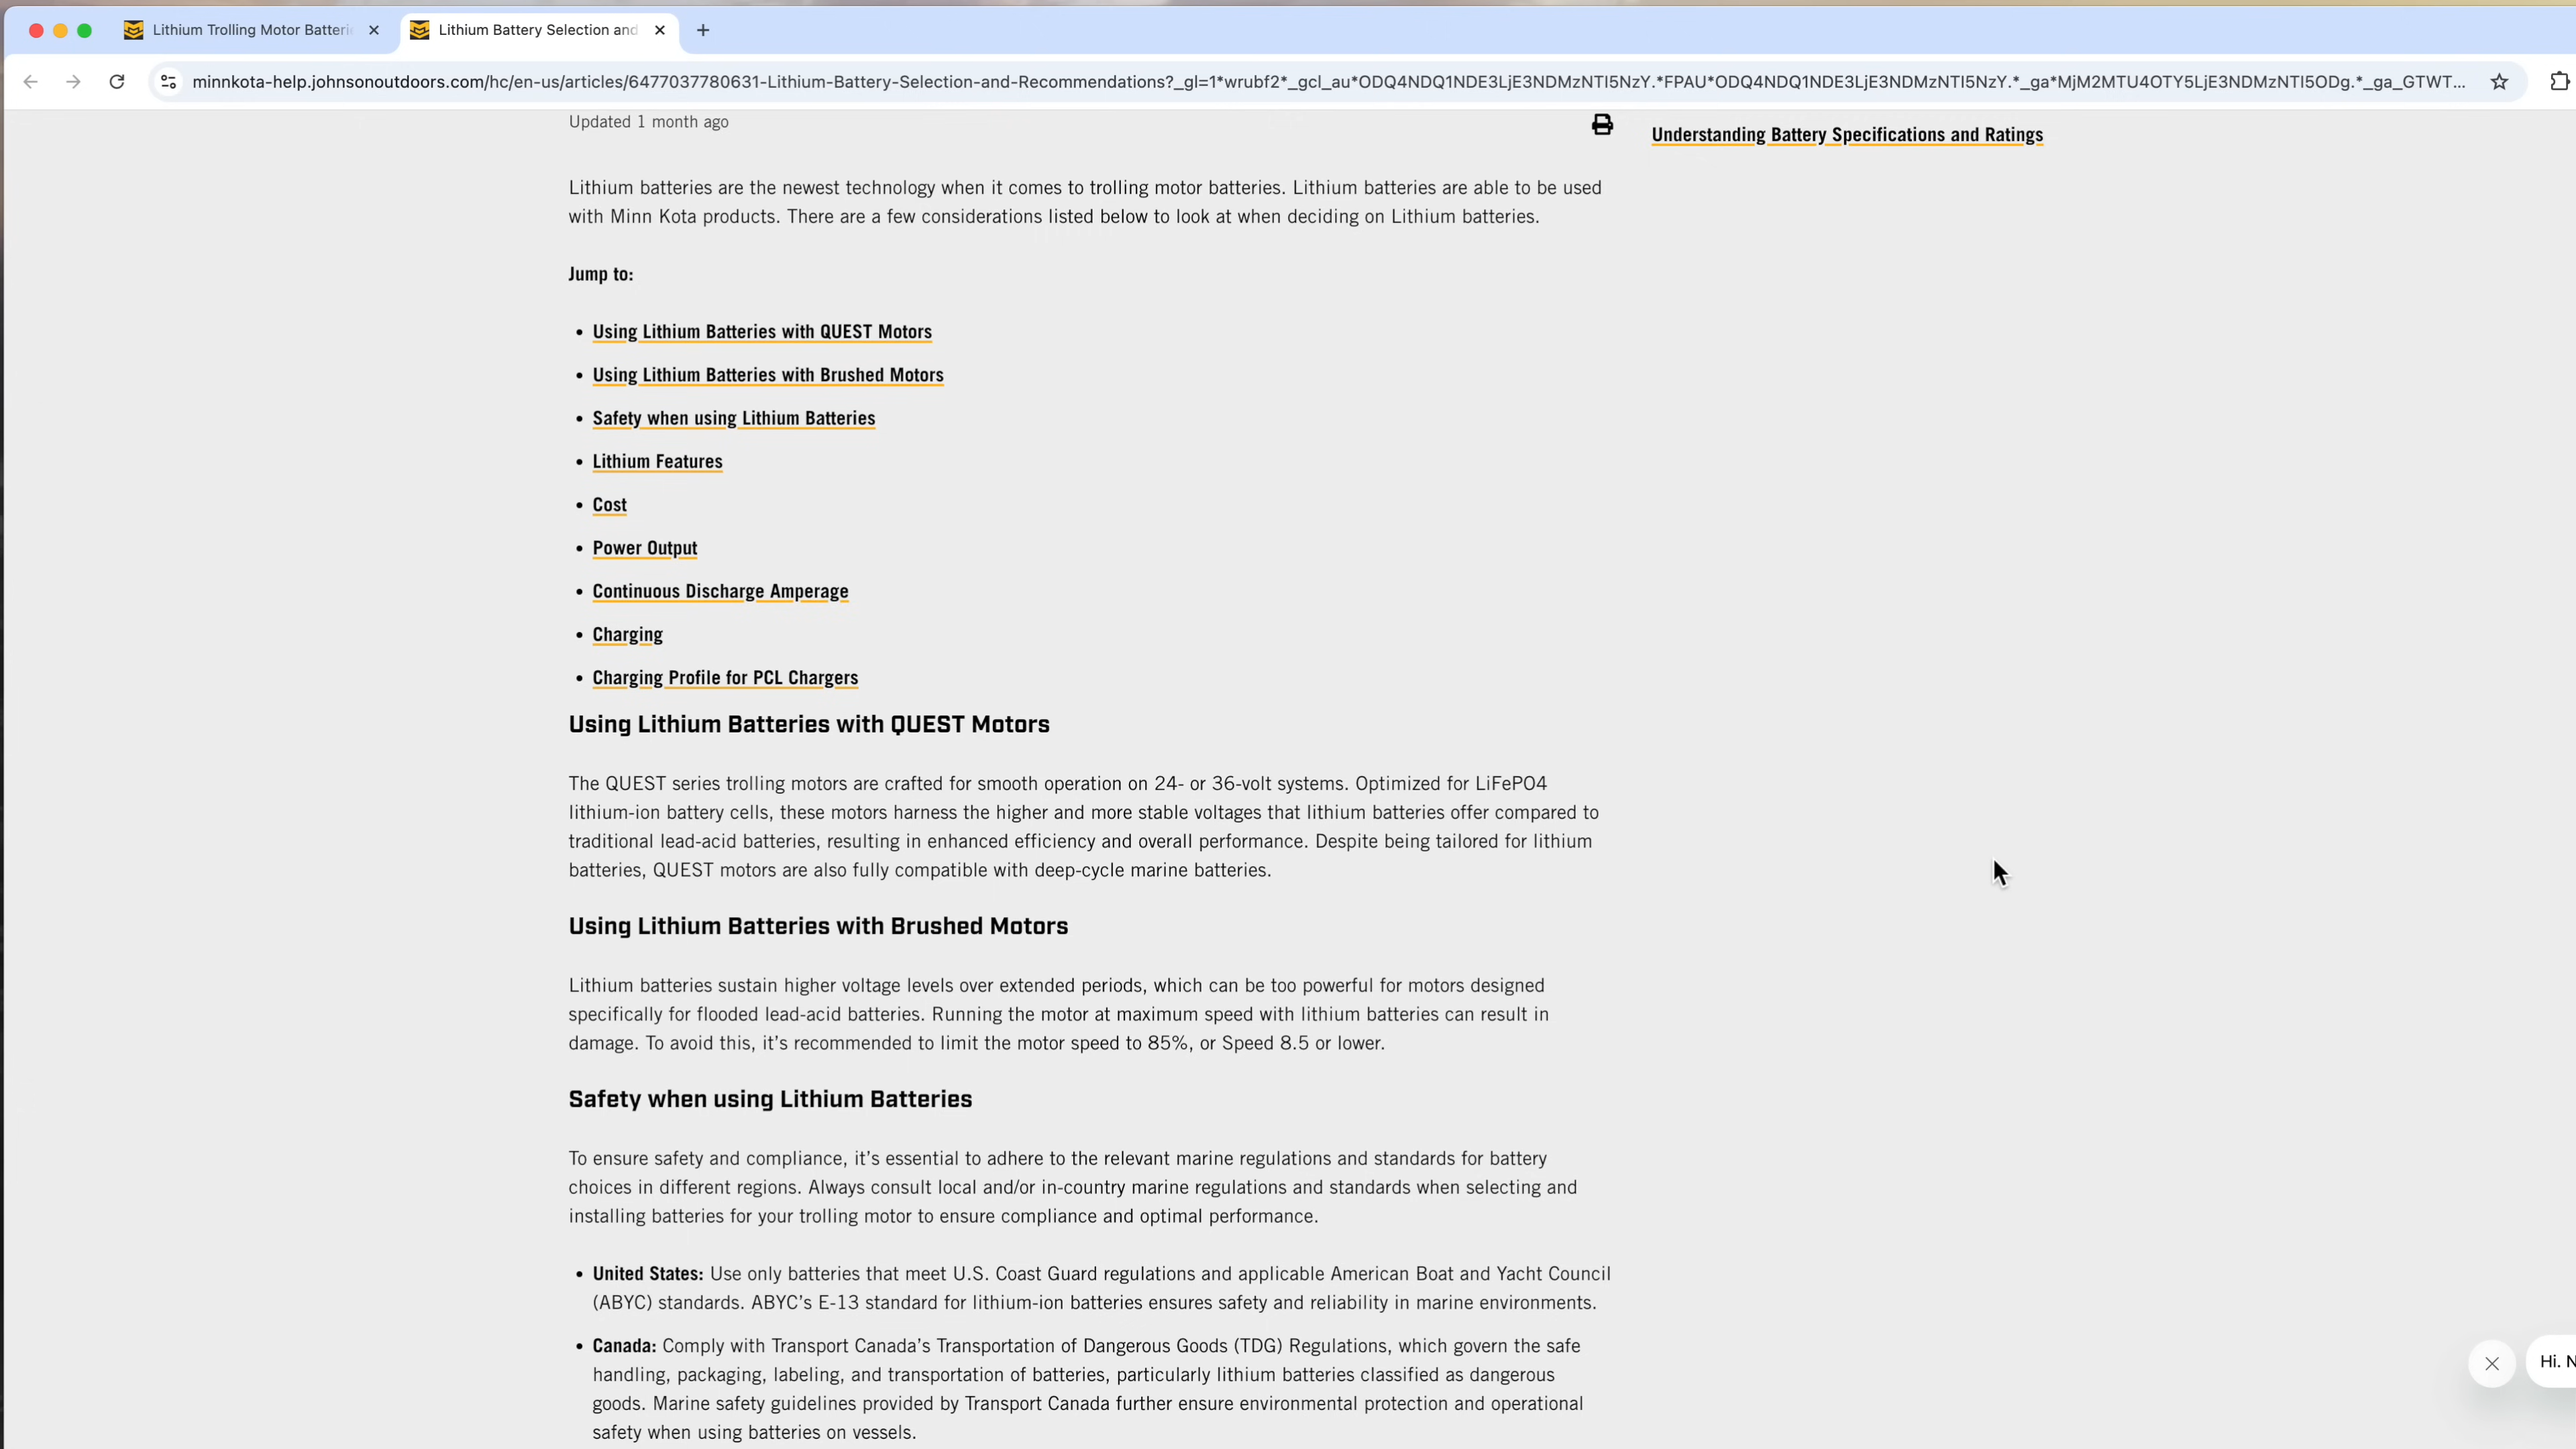 Lithium Trolling Motor Batteri
Lithium Battery Selection and
minnkota-help.johnsonoutdoors.com/hc/en-us/articles/6477037780631-Lithium-Battery-Selection-and-Recommendations?_gl=1*wrubf2*_gcl_au*ODQ4NDQ1NDE3LjE3NDMzNTI5NzY.*FPAU*ODQ4NDQ1NDE3LjE3NDMzNTI5NzY.*_ga*MjM2MTU4OTY5LjE3NDMzNTI5ODg.*_ga_GTWT...
Updated 1 month ago
Understanding Battery Specifications and Ratings
Lithium batteries are the newest technology when it comes to trolling motor batteries. Lithium batteries are able to be used
with Minn Kota products. There are a few considerations listed below to look at when deciding on Lithium batteries.
Jump to:
• Using Lithium Batteries with QUEST Motors
• Using Lithium Batteries with Brushed Motors
• Safety when using Lithium Batteries
• Lithium Features
• Cost
• Power Output
• Continuous Discharge Amperage
• Charging
• Charging Profile for PCL Chargers
Using Lithium Batteries with QUEST Motors
The QUEST series trolling motors are crafted for smooth operation on 24- or 36-volt systems. Optimized for LiFePO4
lithium-ion battery cells, these motors harness the higher and more stable voltages that lithium batteries offer compared to
traditional lead-acid batteries, resulting in enhanced efficiency and overall performance. Despite being tailored for lithium
batteries, QUEST motors are also fully compatible with deep-cycle marine batteries.
Using Lithium Batteries with Brushed Motors
Lithium batteries sustain higher voltage levels over extended periods, which can be too powerful for motors designed
specifically for flooded lead-acid batteries. Running the motor at maximum speed with lithium batteries can result in
damage. To avoid this, it's recommended to limit the motor speed to 85%, or Speed 8.5 or lower.
Safety when using Lithium Batteries
To ensure safety and compliance, it's essential to adhere to the relevant marine regulations and standards for battery
choices in different regions. Always consult local and/or in-country marine regulations and standards when selecting and
installing batteries for your trolling motor to ensure compliance and optimal performance.
• United States: Use only batteries that meet U.S. Coast Guard regulations and applicable American Boat and Yacht Council
(ABYC) standards. ABYC's E-13 standard for lithium-ion batteries ensures safety and reliability in marine environments.
• Canada: Comply with Transport Canada's Transportation of Dangerous Goods (TDG) Regulations, which govern the safe
handling, packaging, labeling, and transportation of batteries, particularly lithium batteries classified as dangerous
goods. Marine safety guidelines provided by Transport Canada further ensure environmental protection and operational
safety when using batteries on vessels.
Hi. N